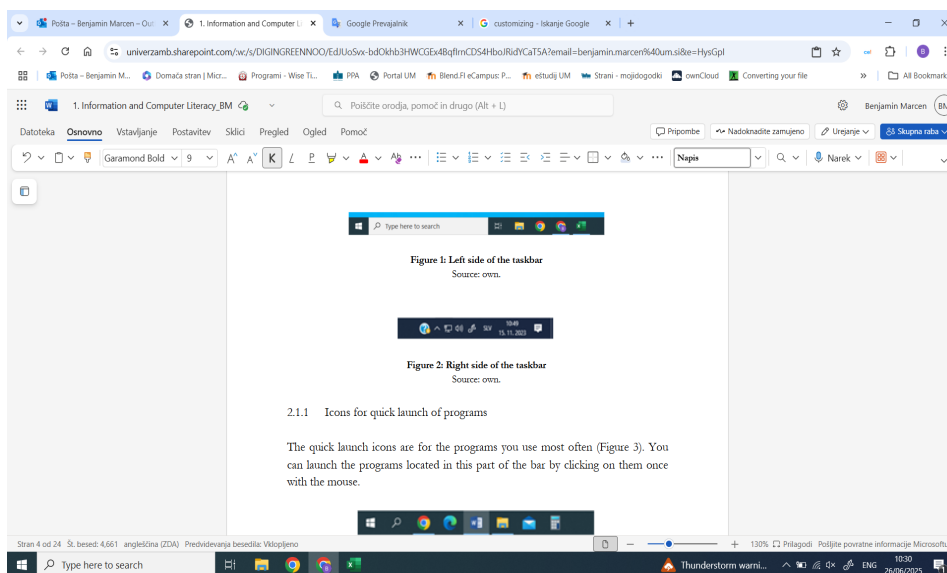 Pošta – Benjamin Marcen – Out
1. Information and Computer Li
Google Prevajalnik
customizing - Iskanje Google
univerzamb.sharepoint.com/:w:/s/DIGINGREENNOO/EdJUoSvx-bdOkhb3HWCGEx4BqfImCDS4HboJRidYCaT5A?email=benjamin.marcen%40um.si&e=HysGpl
Pošta – Benjamin M...
Domača stran | Micr...
Programi - Wise Ti...
PPA
Portal UM
Blend.FI eCampus: P...
eštudij UM
Strani - mojidogodki
ownCloud
Converting your file
All Bookmark
1. Information and Computer Literacy_BM
Poiščite orodja, pomoč in drugo (Alt + L)
Benjamin Marcen
BM
Datoteka Osnovno Vstavljanje Postavitev Sklici Pregled Ogled Pomoč
Pripombe
Nadoknadite zamujeno
Urejanje
Skupna raba
Garamond Bold 9
K L P
Napis
Narek
Type here to search
Figure 1: Left side of the taskbar
Source: own.
SLV
10:49
15. 11. 2023
Figure 2: Right side of the taskbar
Source: own.
2.1.1 Icons for quick launch of programs
The quick launch icons are for the programs you use most often (Figure 3). You
can launch the programs located in this part of the bar by clicking on them once
with the mouse.
Stran 4 od 24 Št. besed: 4,661 angleščina (ZDA) Predvidevanja besedila: Vklopljeno
130% Prilagodi Pošljite povratne informacije Microsoftu
Type here to search
Thunderstorm warni...
ENG
10:30
26/06/2025